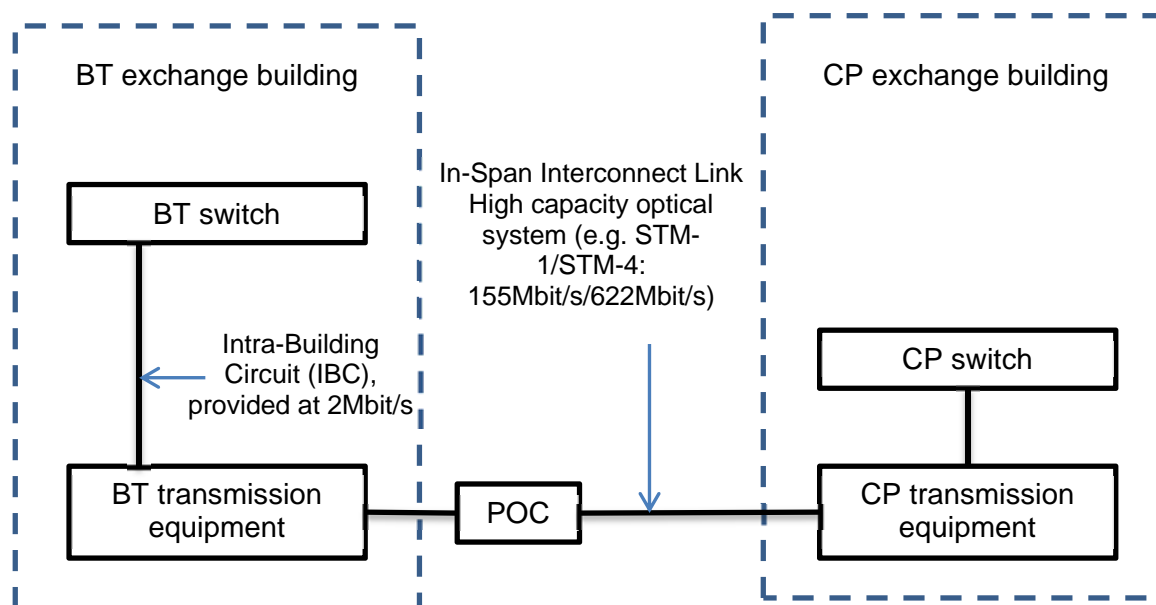 BT exchange building
CP exchange building
In-Span Interconnect Link
High capacity optical
system (e.g. STM-
1/STM-4:
155Mbit/s/622Mbit/s)
BT switch
Intra-Building
Circuit (IBC),
provided at 2Mbit/s
CP switch
BT transmission
equipment
POC
CP transmission
equipment